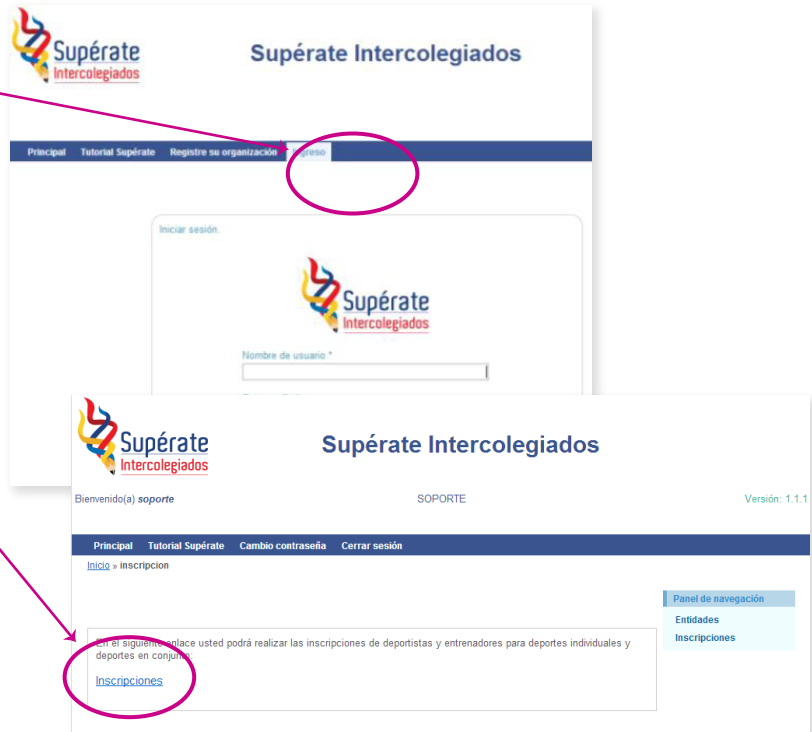 Supérate
Intercolegiados
Supérate Intercolegiados
Principal Tutorial Supérate Registre su organización Ingreso
Iniciar sesión.
Supérate
Intercolegiados
Nombre de usuario *
Supérate
Intercolegiados
Supérate Intercolegiados
Bienvenido(a) soporte SOPORTE Versión: 1.1.1
Principal Tutorial Supérate Cambio contraseña Cerrar sesión
Inicio » inscripcion
Panel de navegación
Entidades
Inscripciones
En el siguiente enlace usted podrá realizar las inscripciones de deportistas y entrenadores para deportes individuales y
deportes en conjunto:
Inscripciones